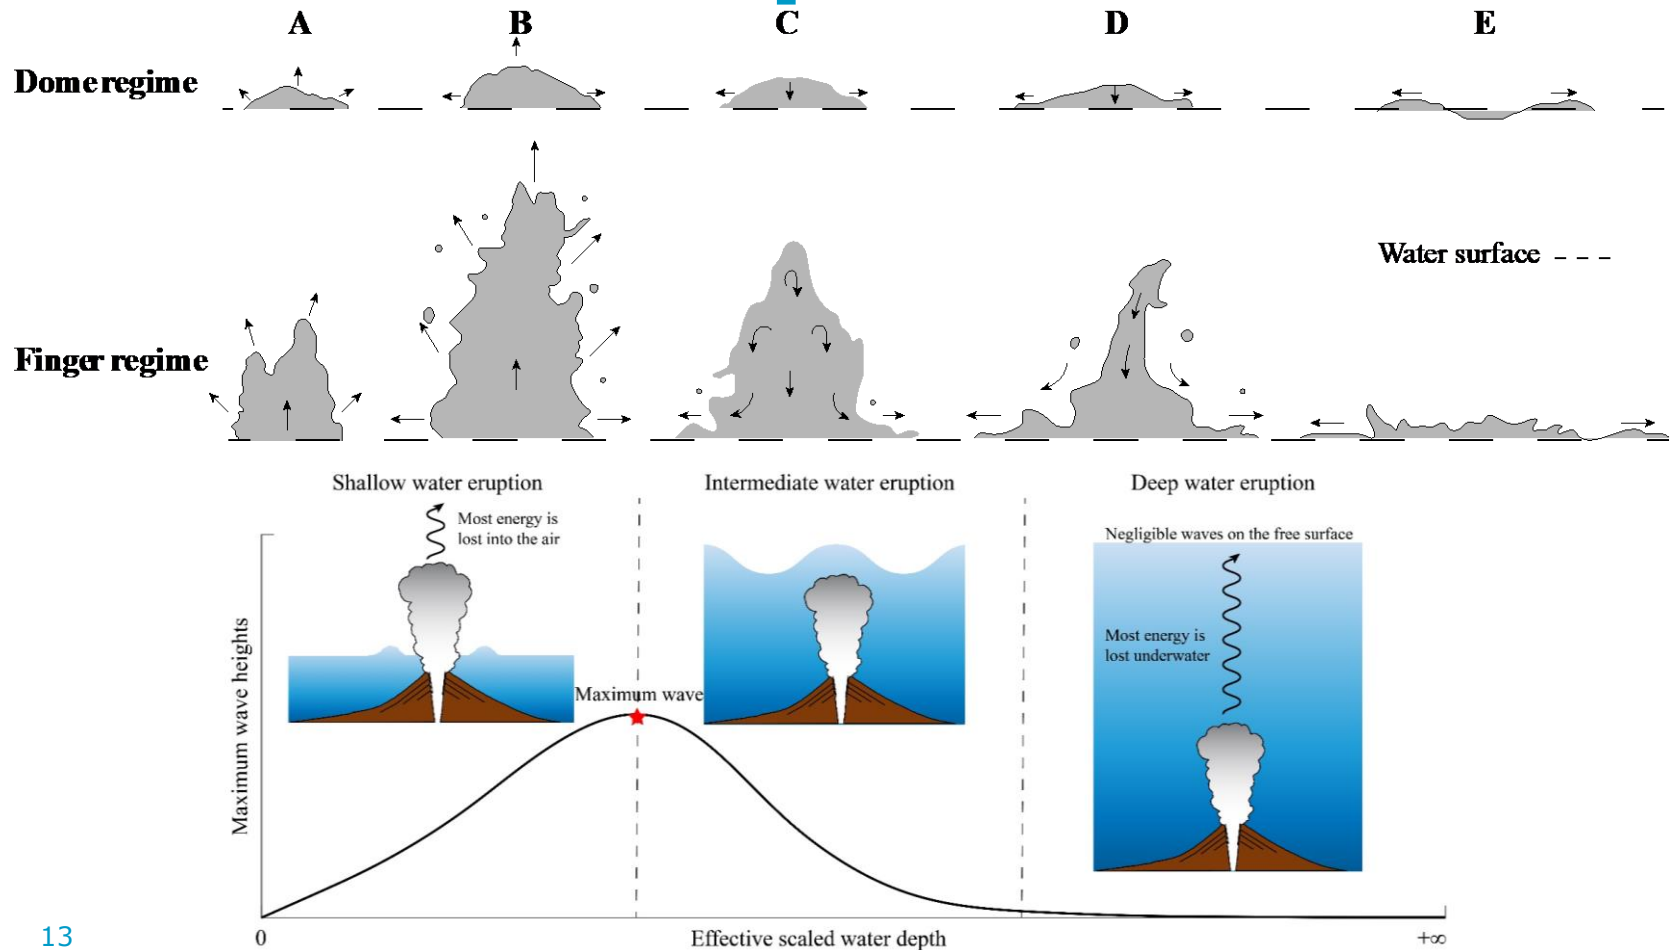 A B C D E
Dome regime
Finger regime
Water surface
Shallow water eruption
Intermediate water eruption
Deep water eruption
Most energy is
lost into the air
Negligible waves on the free surface
Most energy is
lost underwater
Maximum wave
Maximum wave heights
0
Effective scaled water depth
+∞
13